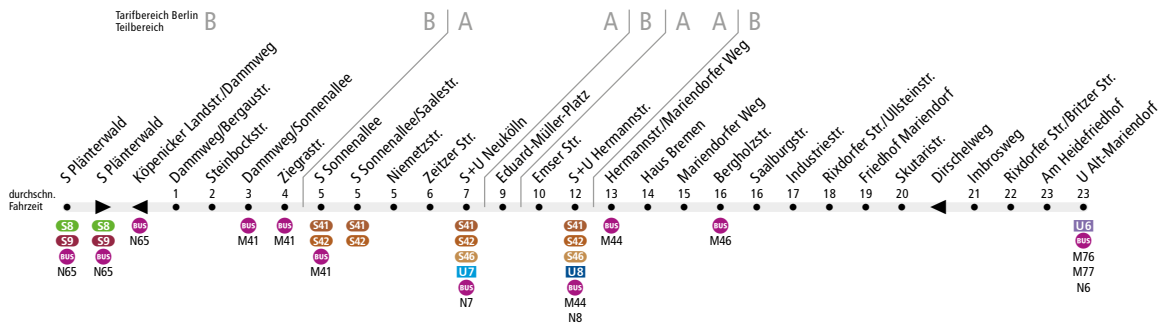 Tarifbereich Berlin
Teilbereich
B
B
A
A
B
A
A
B
S Plänterwald
S Plänterwald
Köpenicker Landstr./Dammweg
Dammweg/Bergaustr.
Steinbockstr.
Dammweg/Sonnenallee
Ziegrastr.
S Sonnenallee
S Sonnenallee/Saalestr.
Niemetzstr.
Zeitzer Str.
S+U Neukölln
Eduard-Müller-Platz
Emser Str.
S+U Hermannstr.
Hermannstr./Mariendorfer Weg
Haus Bremen
Mariendorfer Weg
Bergholzstr.
Saalburgstr.
Industriestr.
Rixdorfer Str./Ullsteinstr.
Friedhof Mariendorf
Skutaristr.
Dirschelweg
Imbrosweg
Rixdorfer Str./Britzer Str.
Am Heidefriedhof
U Alt-Mariendorf
durchschn.
Fahrzeit
1 2 3 4 5 5 5 6 7 9 10 12 13 14 15 16 16 17 18 19 20 21 22 23 23
S8
S9
BUS
N65
S8
S9
BUS
N65
BUS
N65
BUS
M41
BUS
M41
S41
S42
BUS
M41
S41
S42
S41
S42
S46
U7
BUS
N7
S41
S42
S46
U8
BUS
M44
N8
BUS
M44
BUS
M46
U6
BUS
M76
M77
N6